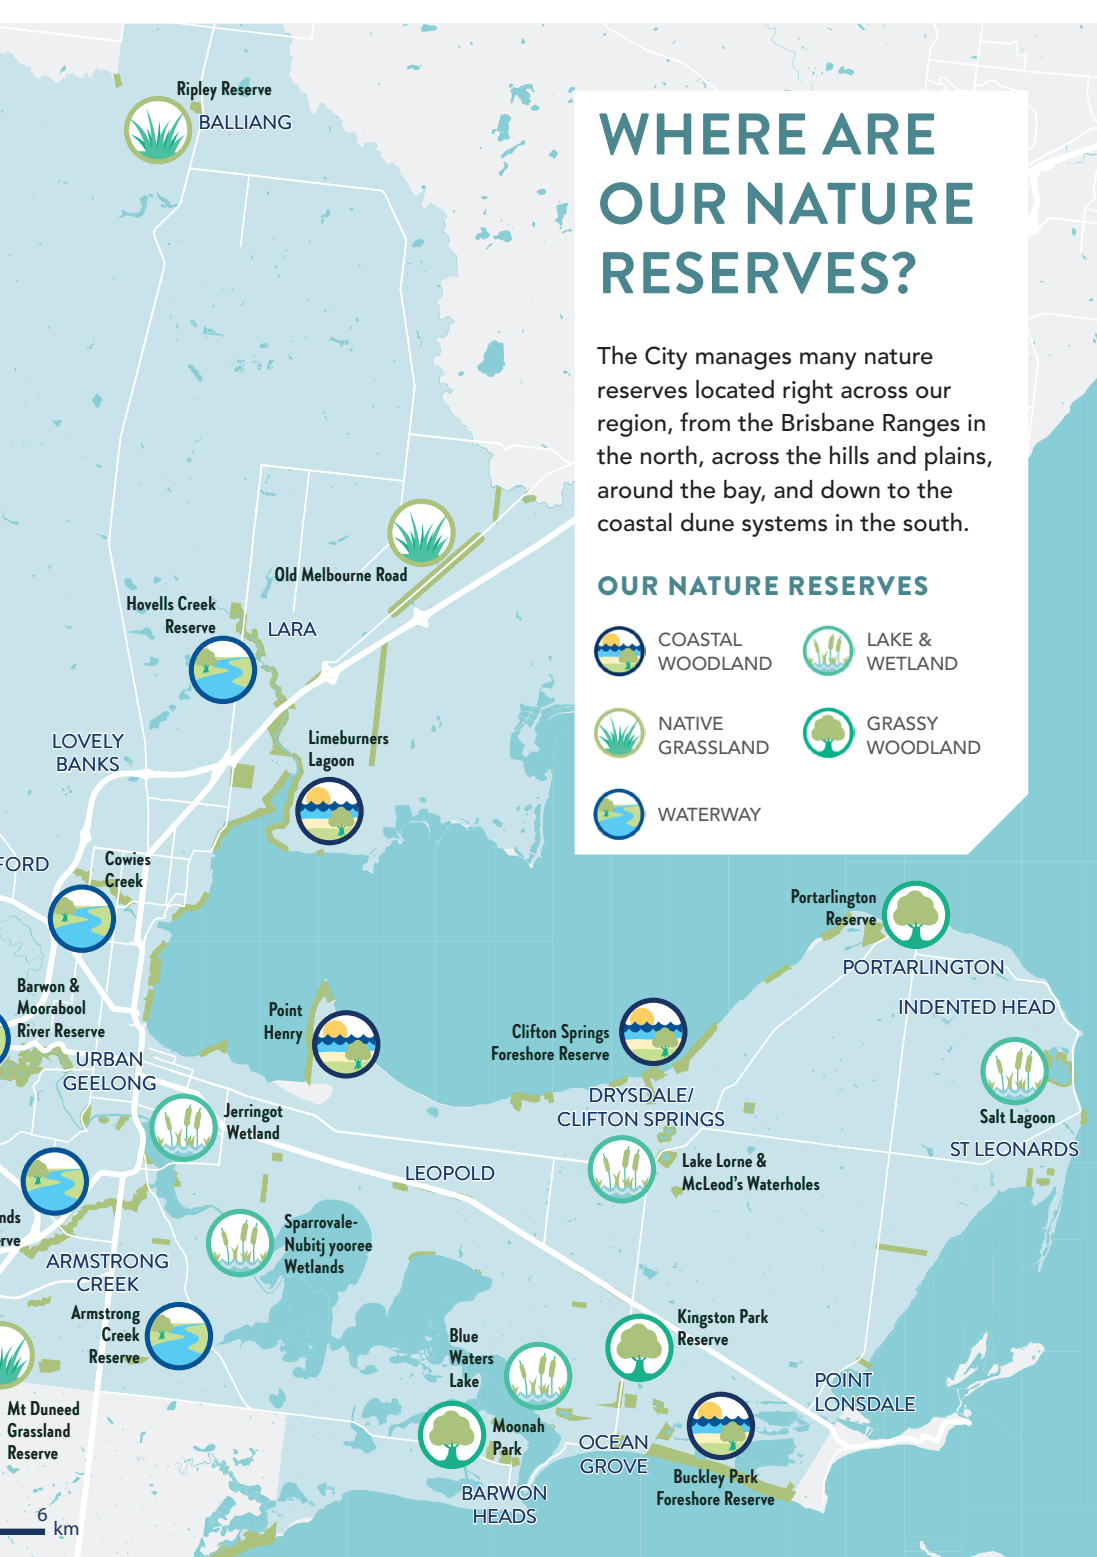 WHERE ARE
OUR NATURE
RESERVES?
The City manages many nature
reserves located right across our
region, from the Brisbane Ranges in
the north, across the hills and plains,
around the bay, and down to the
coastal dune systems in the south.
OUR NATURE RESERVES
COASTAL
WOODLAND
LAKE &
WETLAND
NATIVE
GRASSLAND
GRASSY
WOODLAND
WATERWAY
Ripley Reserve
BALLIANG
Old Melbourne Road
Hovells Creek
Reserve
LARA
LOVELY
BANKS
Limeburners
Lagoon
FORD
Cowies
Creek
Portarlington
Reserve
PORTARLINGTON
INDENTED HEAD
Barwon &
Moorabool
River Reserve
Point
Henry
Clifton Springs
Foreshore Reserve
URBAN
GEELONG
DRYSDALE/
CLIFTON SPRINGS
Salt Lagoon
ST LEONARDS
Jerringot
Wetland
LEOPOLD
Lake Lorne &
McLeod's Waterholes
nds
rve
Sparrovale-
Nubitj yooree
Wetlands
ARMSTRONG
CREEK
Armstrong
Creek
Reserve
Kingston Park
Reserve
Blue
Waters
Lake
POINT
LONSDALE
Mt Duneed
Grassland
Reserve
Moonah
Park
OCEAN
GROVE
Buckley Park
Foreshore Reserve
BARWON
HEADS
6
km